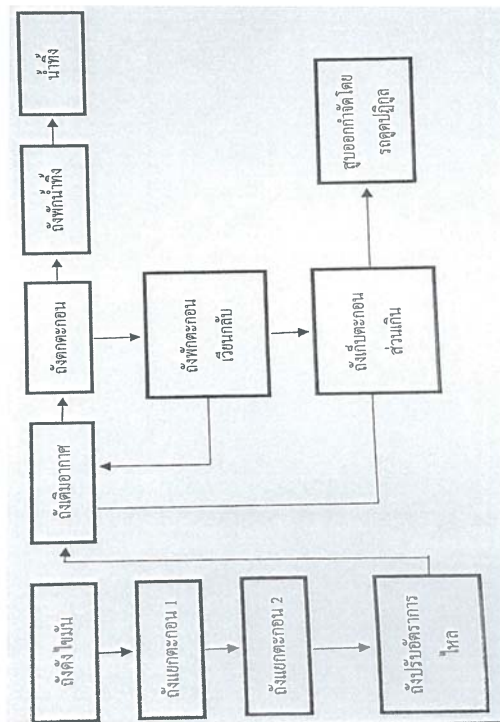 ถังดังไขมัน
ถังแยกตะกอน 1
ถังแยกตะกอน 2
ถังปรับอัตราการ
ไหล
ถังเติมอากาศ
ถังตกตะกอน
ถังพักน้ำทิ้ง
น้ำทิ้ง
ถังพักตะกอน
เวียนกลับ
ถังเก็บตะกอน
ส่วนเกิน
สูบออกกำจัดโดย
รถดูดปฏิกูล